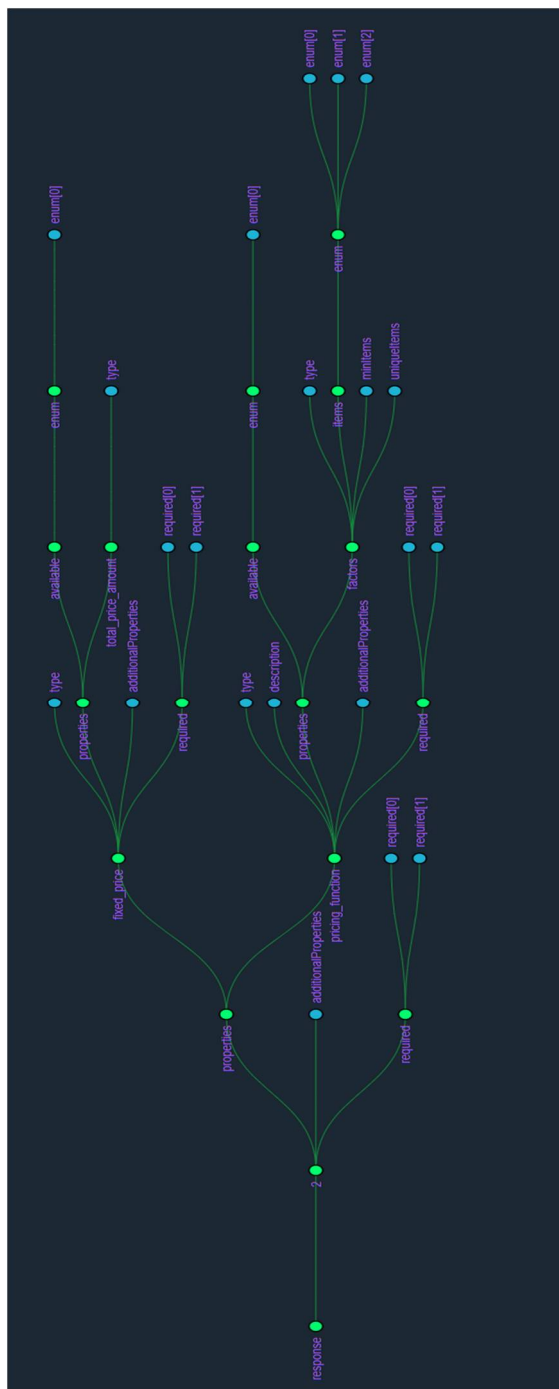 enum[0]
enum[1]
enum[2]
enum[0]
enum[0]
enum
enum
type
enum
type
items
minItems
uniqueItems
available
total_price_amount
required[0]
required[1]
available
factors
required[0]
required[1]
type
properties
additionalProperties
required
type
description
properties
additionalProperties
required
fixed_price
pricing_function
required[0]
required[1]
properties
additionalProperties
required
2
response